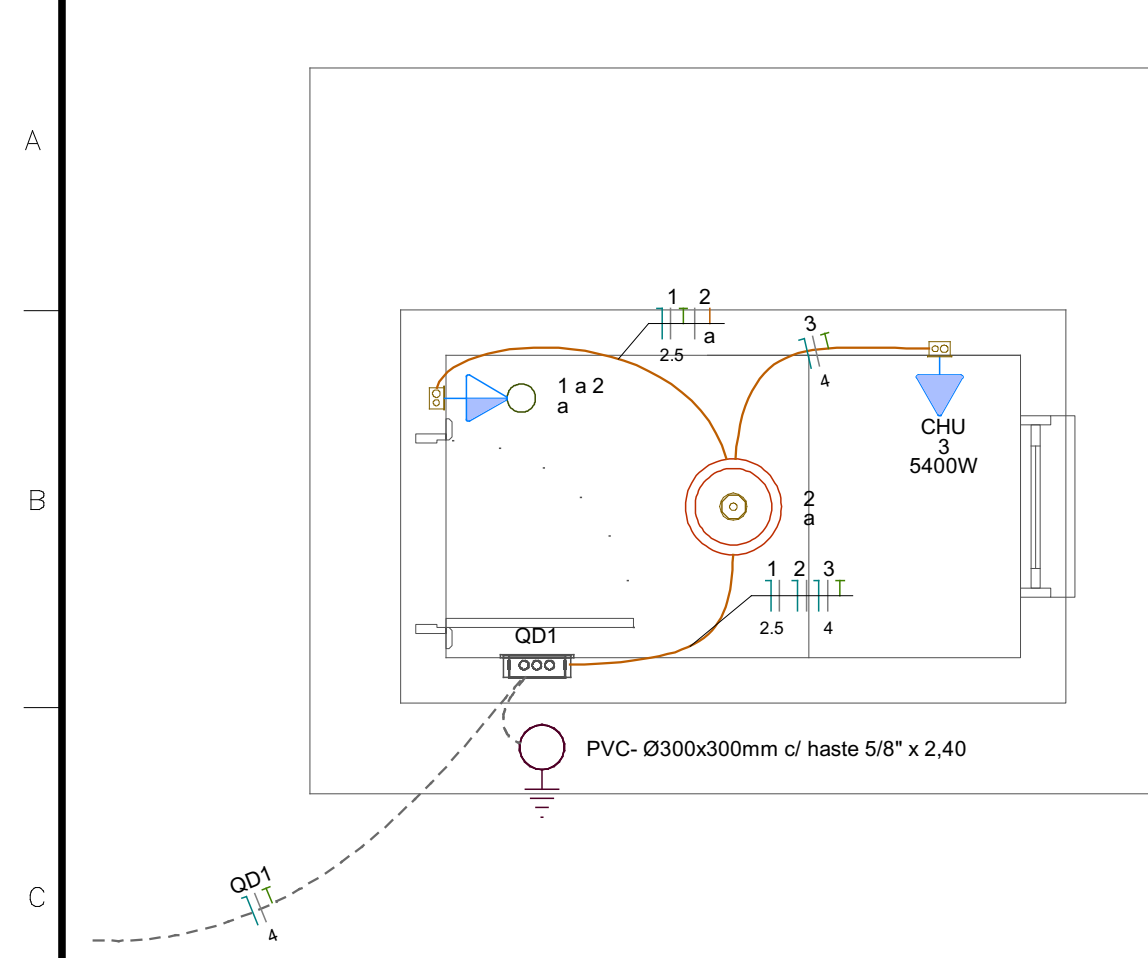 A
1 2
a
2.5
3
4
1 a 2
a
CHU
3
5400W
B
2
a
1 2 3
2.5 4
QD1
PVC- Ø300x300mm c/ haste 5/8" x 2,40
QD1
4
C